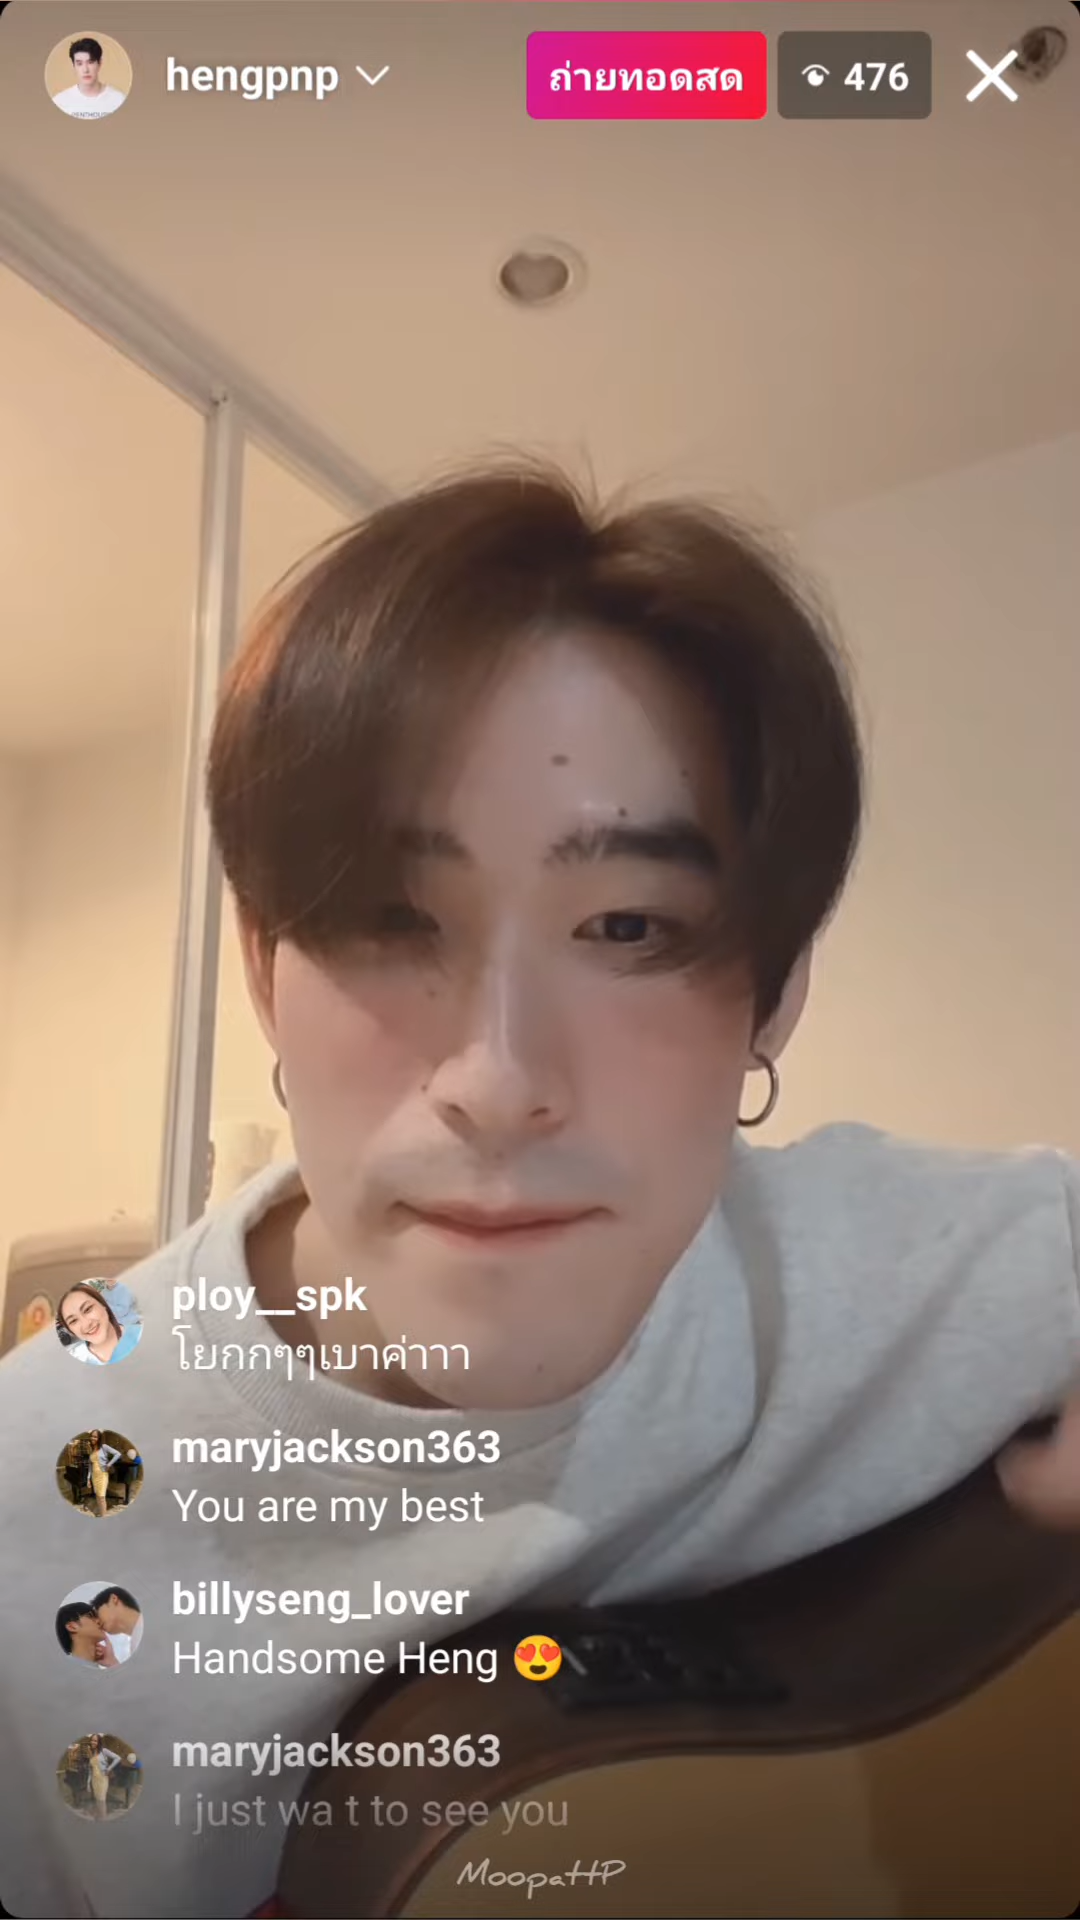 hengpnp
ถ่ายทอดสด
476
ploy__spk
โยกกๆๆเบาค่าาา
maryjackson363
You are my best
billyseng_lover
Handsome Heng 😍
maryjackson363
I just wa t to see you
MoopaHP